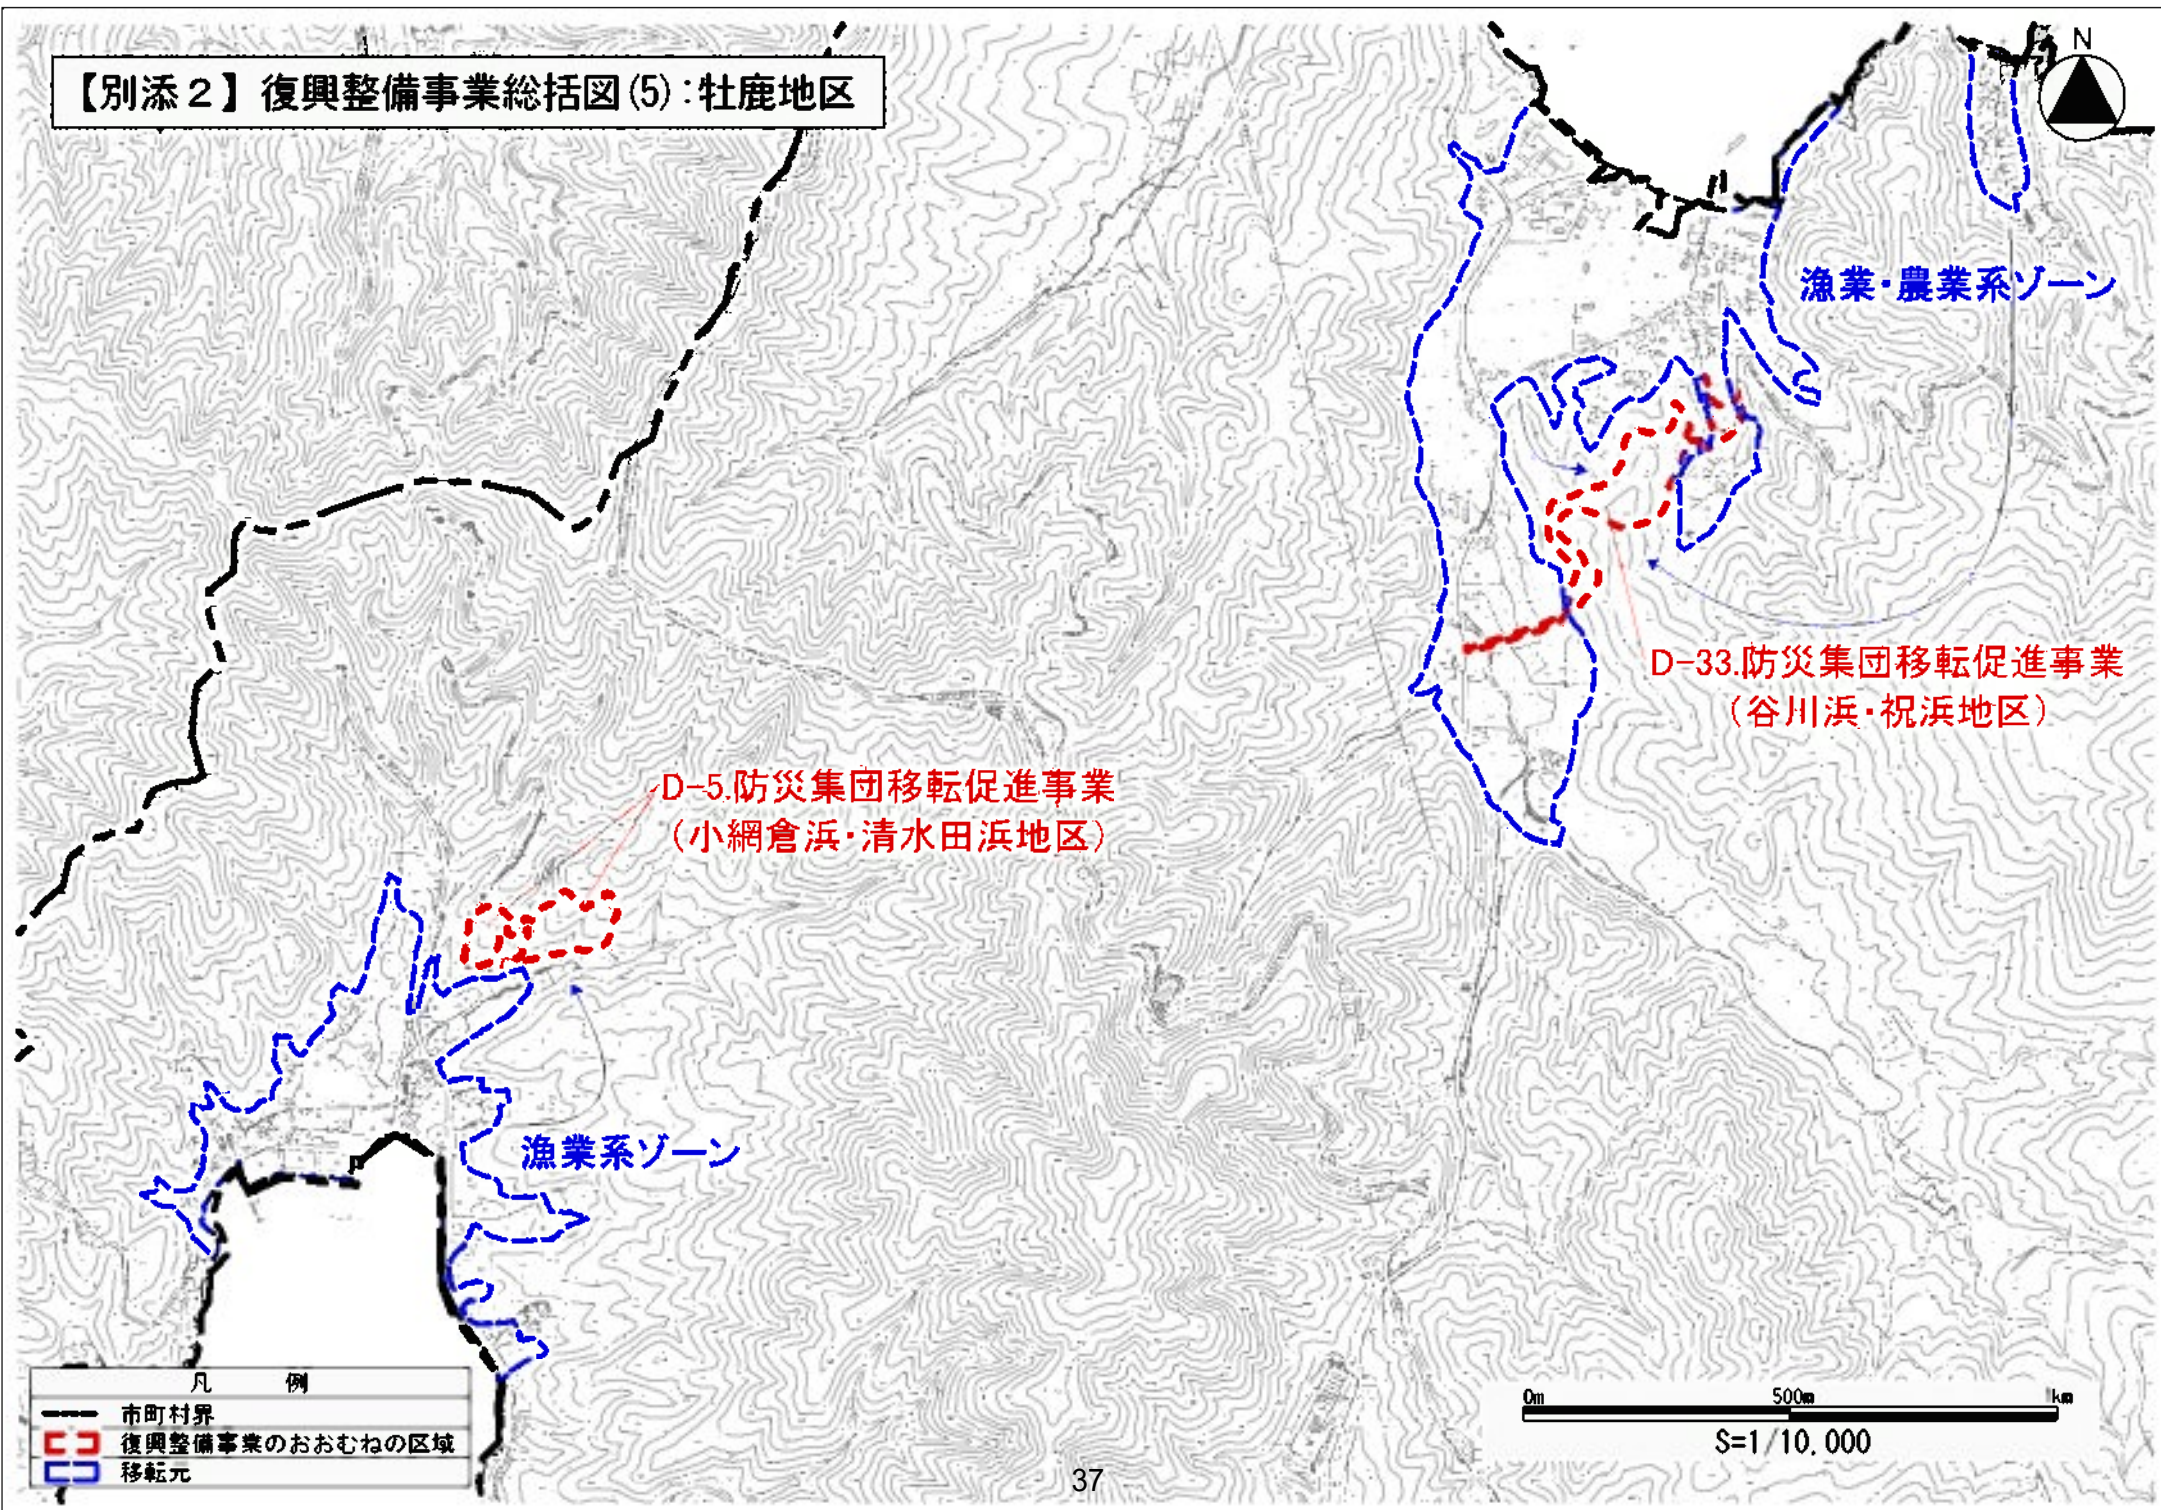 【別添２】復興整備事業総括図(5):牡鹿地区
N
漁業・農業系ゾーン
D-33.防災集団移転促進事業
（谷川浜・祝浜地区）
D-5.防災集団移転促進事業
（小網倉浜・清水田浜地区）
漁業系ゾーン
凡 例
市町村界
復興整備事業のおおむねの区域
移転元
0m 500m 1km
S=1/10,000
37